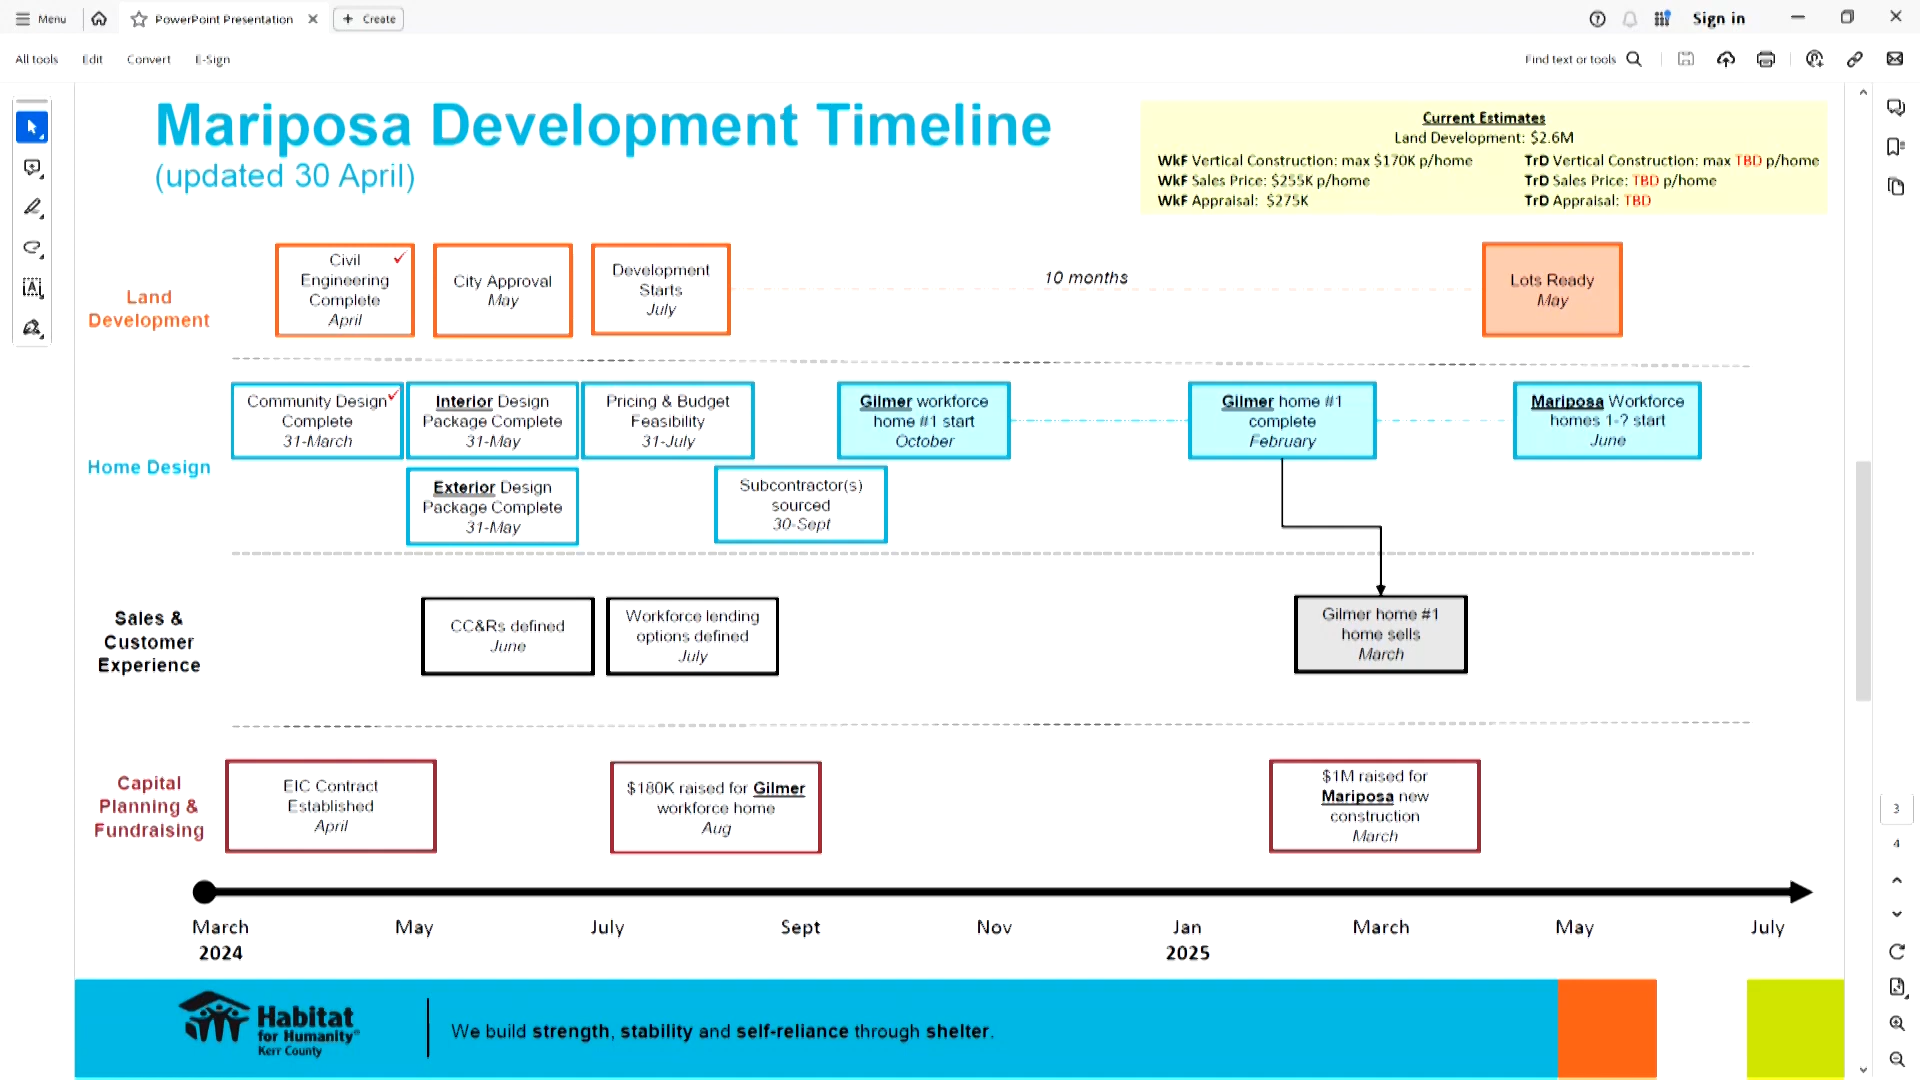 Menu
PowerPoint Presentation
Create
Sign in
All tools
Edit
Convert
E-Sign
Find text or tools
Mariposa Development Timeline
(updated 30 April)
Current Estimates
Land Development: $2.6M
WkF Vertical Construction: max $170K p/home
WkF Sales Price: $255K p/home
WkF Appraisal: $275K
TrD Vertical Construction: max TBD p/home
TrD Sales Price: TBD p/home
TrD Appraisal: TBD
Land
Development
Civil
Engineering
Complete
April
City Approval
May
Development
Starts
July
10 months
Lots Ready
May
Home Design
Community Design
Complete
31-March
Interior Design
Package Complete
31-May
Pricing & Budget
Feasibility
31-July
Gilmer workforce
home #1 start
October
Gilmer home #1
complete
February
Mariposa Workforce
homes 1-? start
June
Exterior Design
Package Complete
31-May
Subcontractor(s)
sourced
30-Sept
Sales &
Customer
Experience
CC&Rs defined
June
Workforce lending
options defined
July
Gilmer home #1
home sells
March
Capital
Planning &
Fundraising
EIC Contract
Established
April
$180K raised for Gilmer
workforce home
Aug
$1M raised for
Mariposa new
construction
March
March
2024
May
July
Sept
Nov
Jan
2025
March
May
July
Habitat
for Humanity®
Kerr County
We build strength, stability and self-reliance through shelter.
3
4